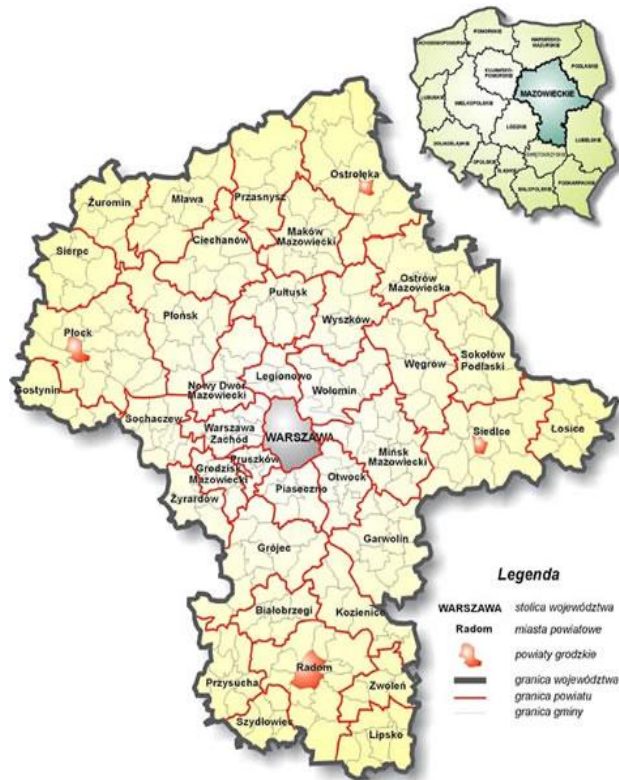 POMORSKIE
WARMIŃSKO-
MAZURSKIE
ZACHODNIOPOMORSKIE
PODLASKIE
KUJAWSKO-
POMORSKIE
MAZOWIECKIE
LUBUSKIE
WIELKOPOLSKIE
ŁÓDZKIE
LUBELSKIE
DOLNOŚLĄSKIE
ŚWIĘTOKRZYSKIE
OPOLSKIE
ŚLĄSKIE
MAŁOPOLSKIE
PODKARPACKIE
Ostrołęka
Żuromin
Mława
Przasnysz
Ciechanów
Maków
Mazowiecki
Sierpc
Ostrów
Mazowiecka
Pułtusk
Płońsk
Wyszków
Płock
Węgrów
Sokołów
Podlaski
Gostynin
Nowy Dwór
Mazowiecki
Legionowo
Wołomin
Sochaczew
Warszawa
Zachód
WARSZAWA
Siedlce
Łosice
Pruszków
Mińsk
Mazowiecki
Grodzisk
Mazowiecki
Otwock
Piaseczno
Żyrardów
Garwolin
Grójec
Białobrzegi
Kozienice
Radom
Przysucha
Zwoleń
Szydłowiec
Lipsko
Legenda
WARSZAWA stolica województwa
Radom miasta powiatowe
powiaty grodzkie
granica województwa
granica powiatu
granica gminy